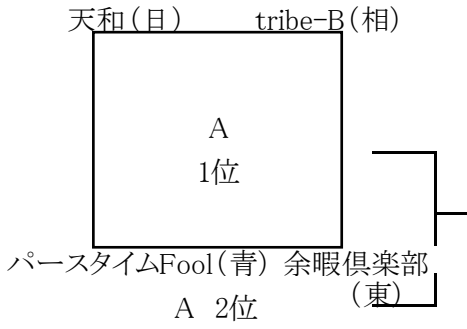 天和(日) tribe-B(相)
A
1位
パースタイムFool(青) 余暇倶楽部
(東)
A 2位